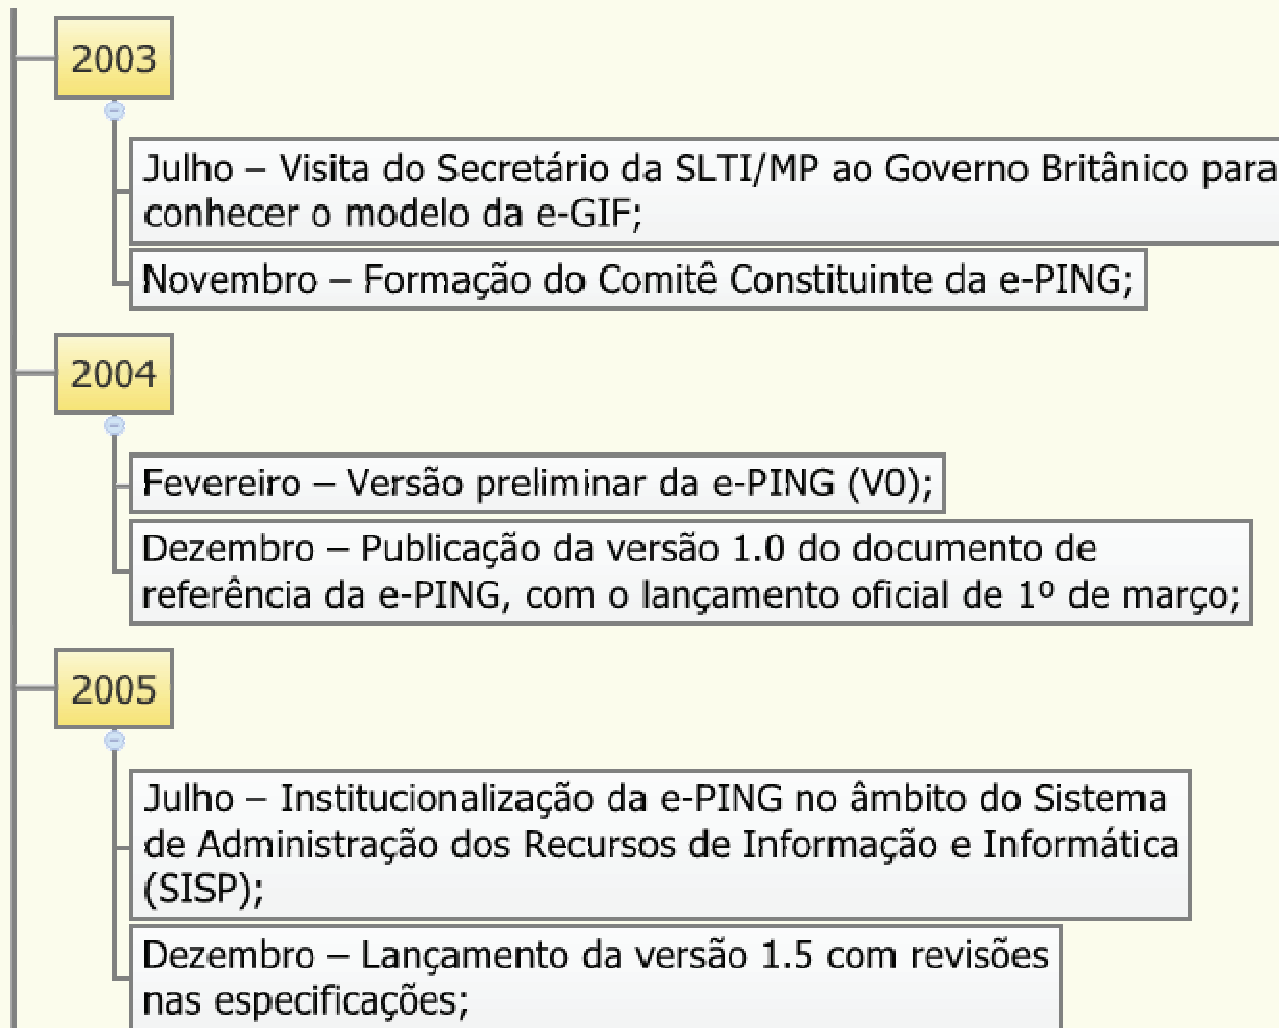 2003
Julho – Visita do Secretário da SLTI/MP ao Governo Britânico para
conhecer o modelo da e-GIF;
Novembro – Formação do Comitê Constituinte da e-PING;
2004
Fevereiro – Versão preliminar da e-PING (V0);
Dezembro – Publicação da versão 1.0 do documento de
referência da e-PING, com o lançamento oficial de 1º de março;
2005
Julho – Institucionalização da e-PING no âmbito do Sistema
de Administração dos Recursos de Informação e Informática
(SISP);
Dezembro – Lançamento da versão 1.5 com revisões
nas especificações;